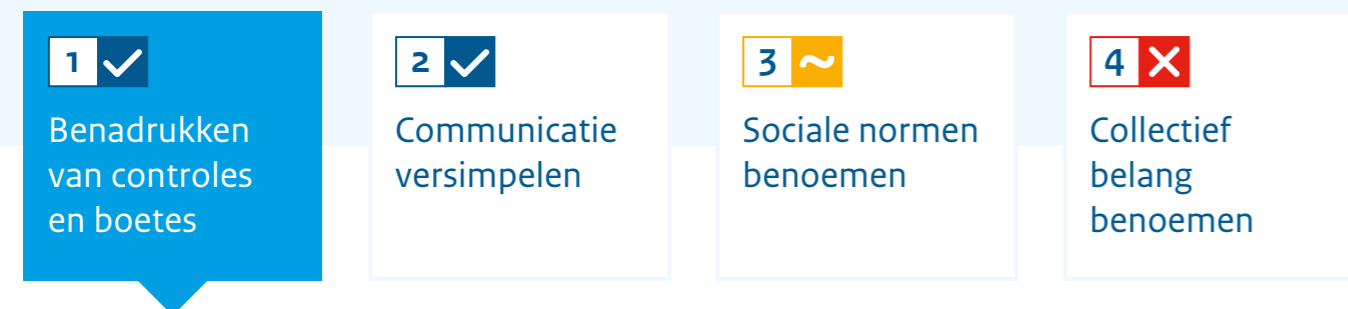 1
Benadrukken
van controles
en boetes
2
Communicatie
versimpelen
3 ~
Sociale normen
benoemen
4
Collectief
belang
benoemen